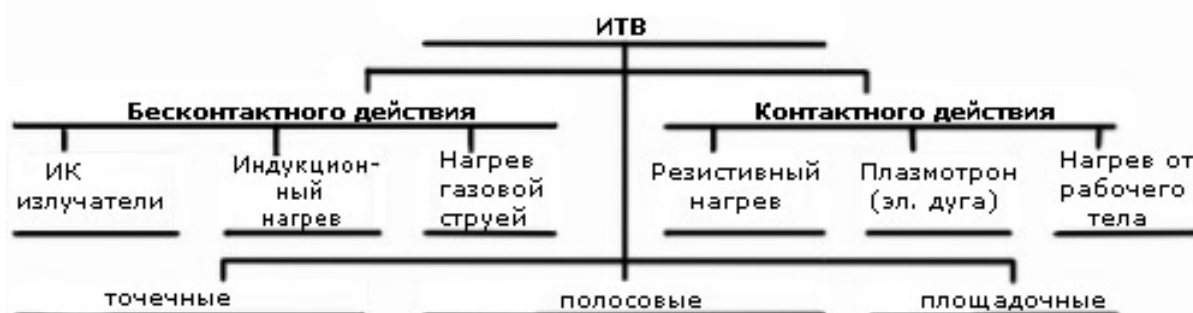 ИТВ
Бесконтактного действия
Контактного действия
ИК
излучатели
Индукцион-
ный
нагрев
Нагрев
газовой
струей
Резистивный
нагрев
Плазмотрон
(эл. дуга)
Нагрев от
рабочего
тела
точечные
полосовые
площадочные